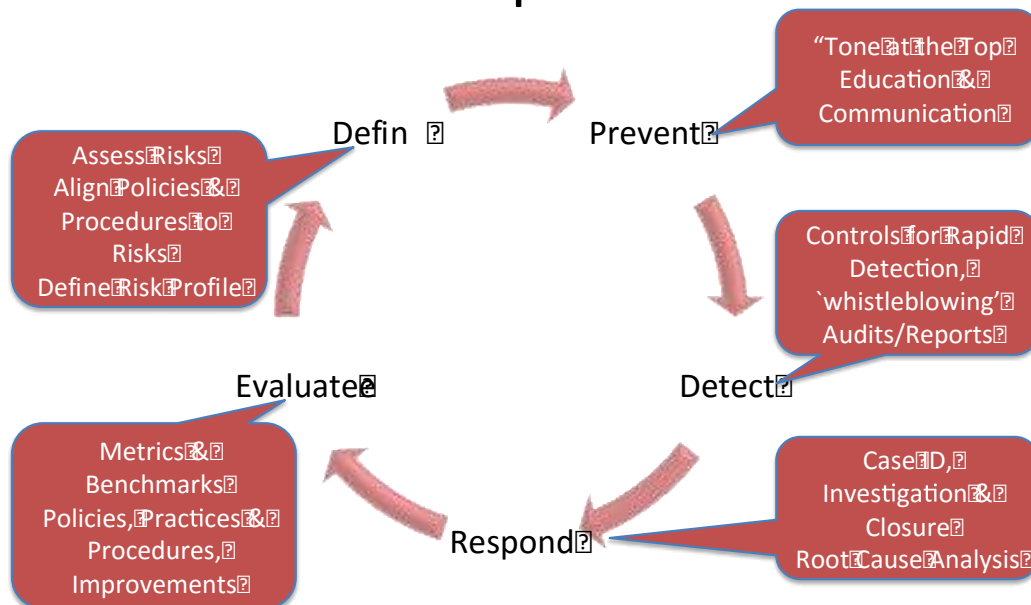 Defin
Prevent
"Tone at the Top
Education &
Communication
Assess Risks
Align Policies &
Procedures to
Risks
Define Risk Profile
Controls for Rapid
Detection,
`whistleblowing'
Audits/Reports
Evaluate
Detect
Metrics &
Benchmarks
Policies, Practices &
Procedures,
Improvements
Respond
Case ID,
Investigation &
Closure
Root Cause Analysis